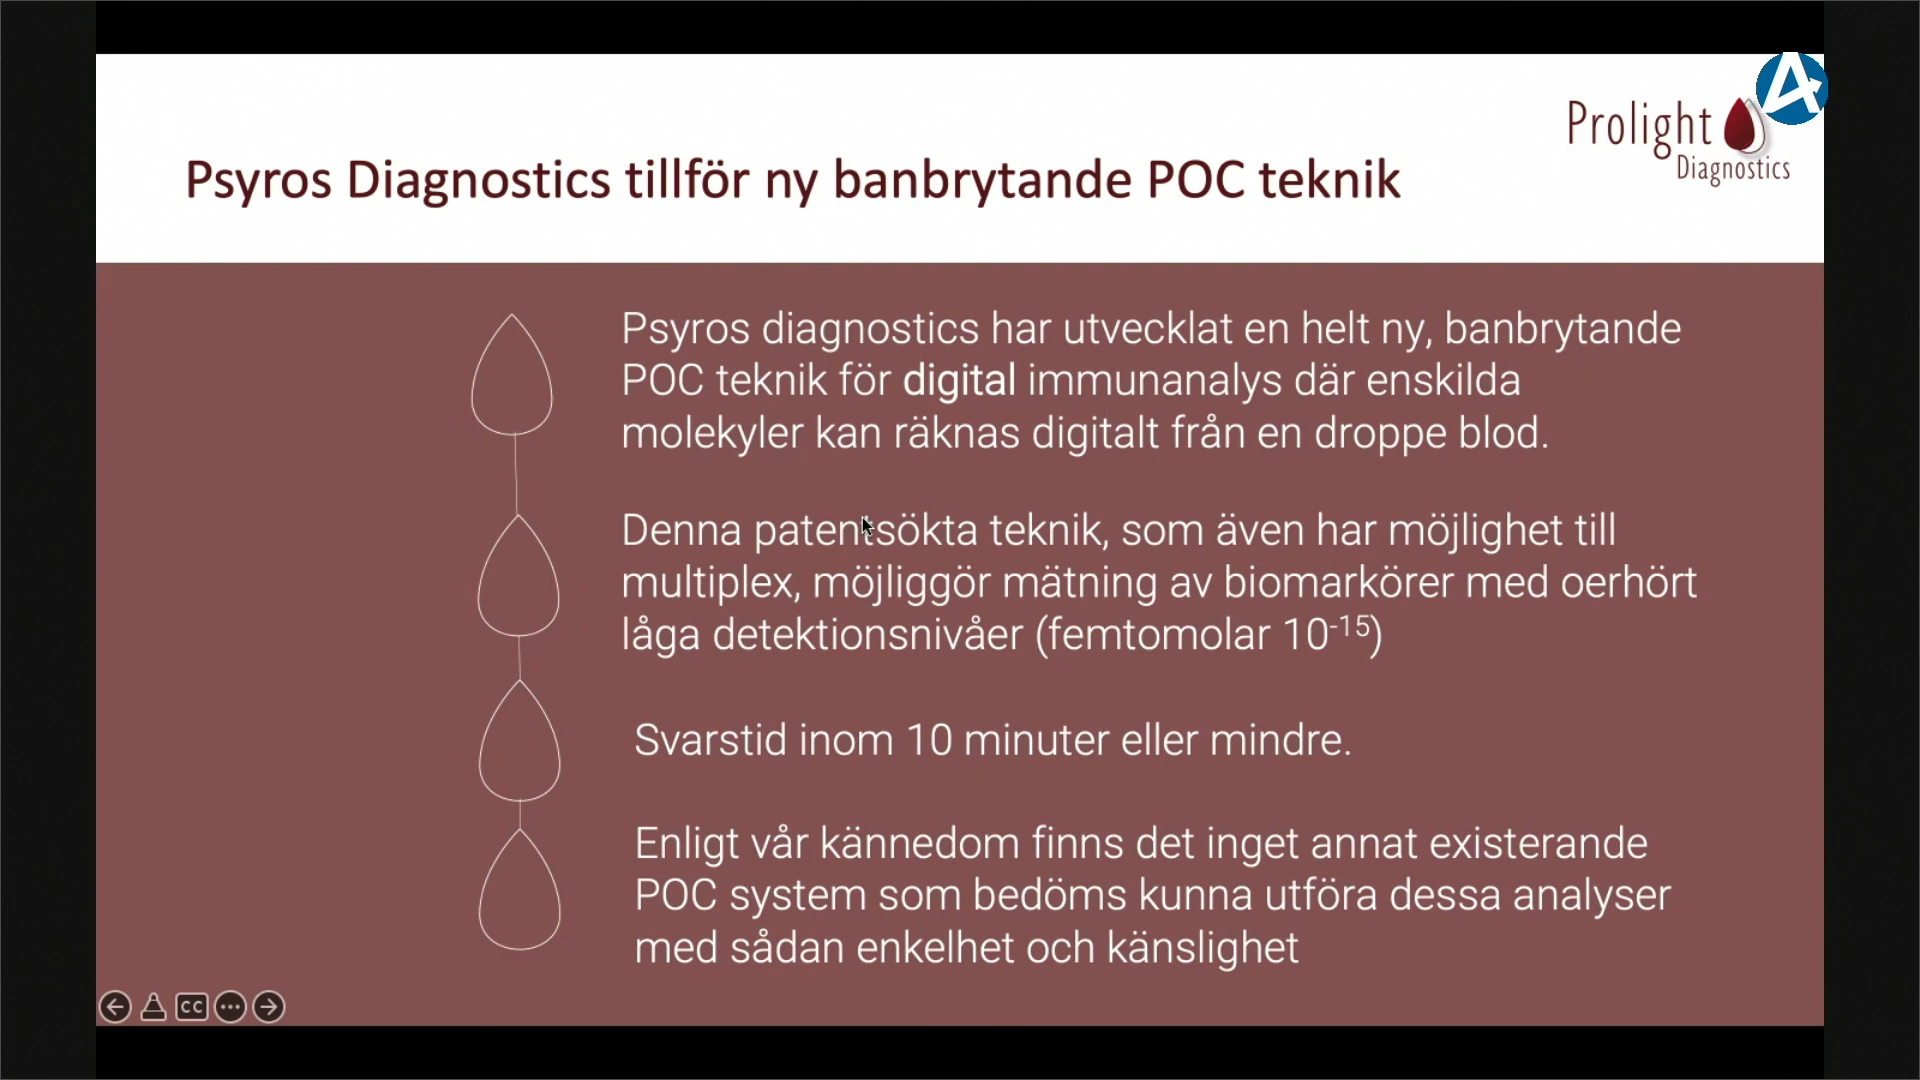 Prolight
Diagnostics
Psyros Diagnostics tillför ny banbrytande POC teknik
Psyros diagnostics har utvecklat en helt ny, banbrytande
POC teknik för digital immunanalys där enskilda
molekyler kan räknas digitalt från en droppe blod.
Denna patentsökta teknik, som även har möjlighet till
multiplex, möjliggör mätning av biomarkörer med oerhört
låga detektionsnivåer (femtomolar 10⁻¹⁵)
Svarstid inom 10 minuter eller mindre.
Enligt vår kännedom finns det inget annat existerande
POC system som bedöms kunna utföra dessa analyser
med sådan enkelhet och känslighet
CC